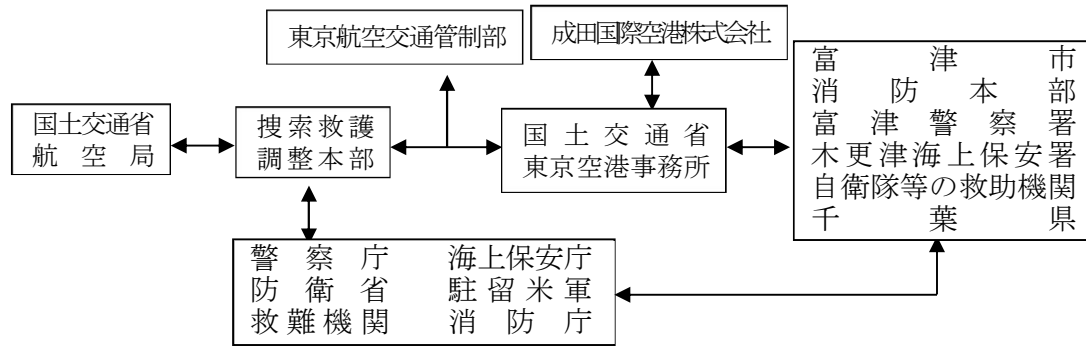 東京航空交通管制部
成田国際空港株式会社
国土交通省
航空局
捜索救護
調整本部
国土交通省
東京空港事務所
富津市
消防本部
富津警察署
木更津海上保安署
自衛隊等の救助機関
千葉県
警察庁 海上保安庁
防衛省 駐留米軍
救難機関 消防庁